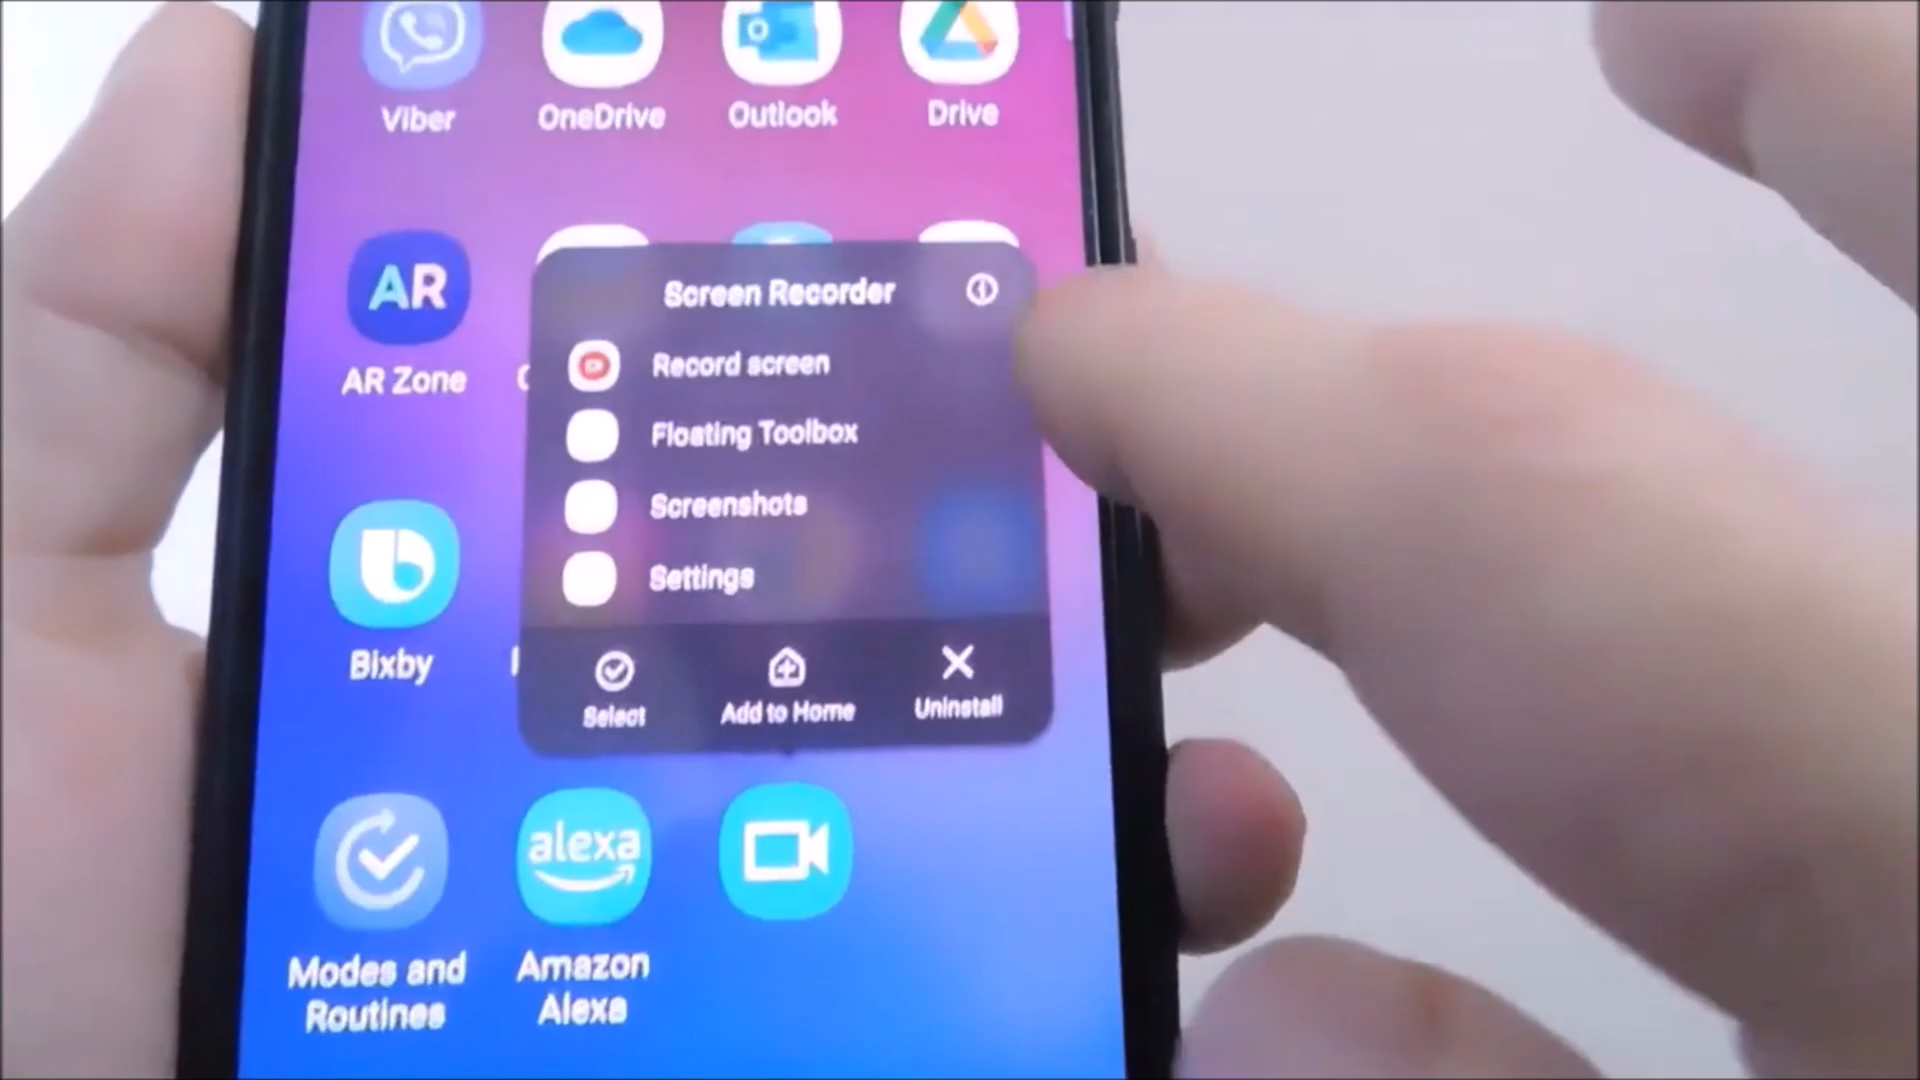 Viber
OneDrive
Outlook
Drive
AR
AR Zone
Screen Recorder
Record screen
Floating Toolbox
Screenshots
Settings
Select
Add to Home
Uninstall
Bixby
alexa
Modes and
Routines
Amazon
Alexa